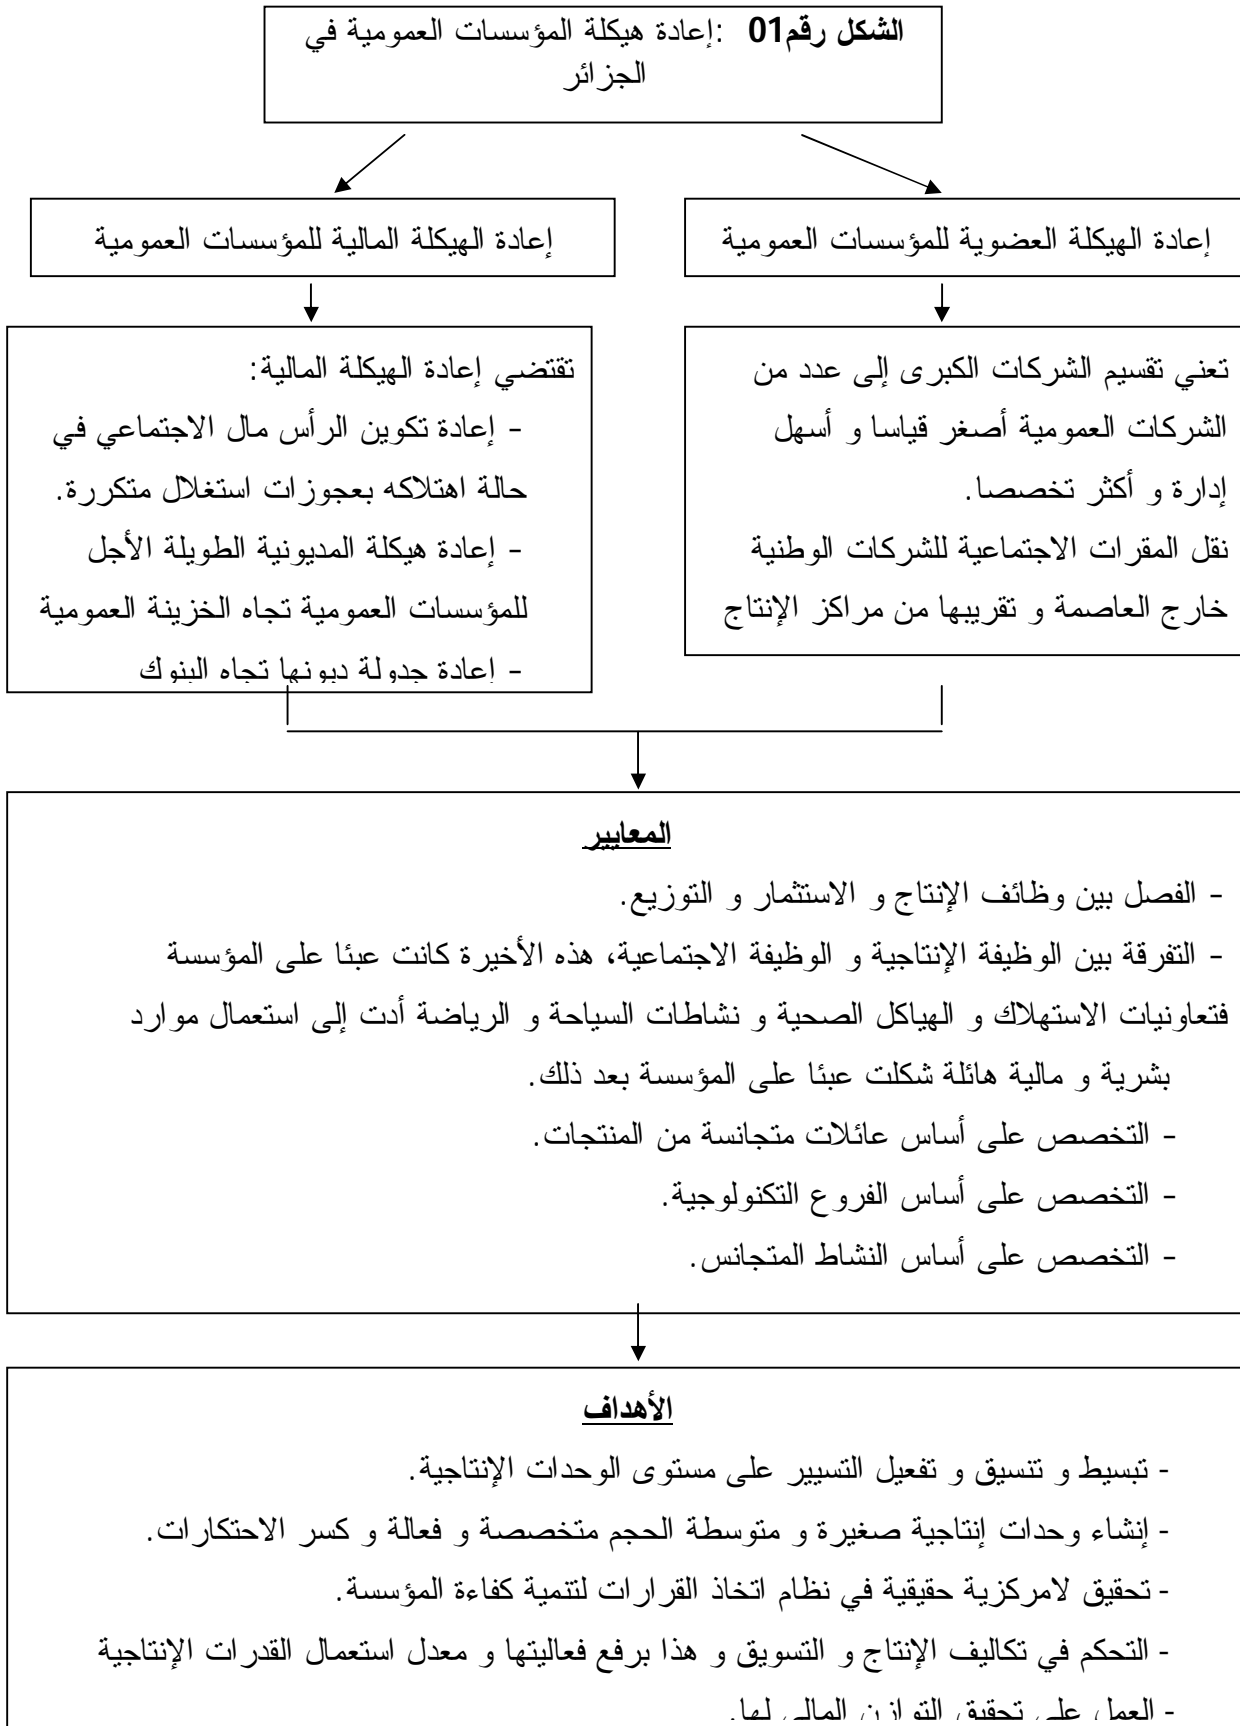 الشكل رقم01 :إعادة هيكلة المؤسسات العمومية في
الجزائر
إعادة الهيكلة العضوية للمؤسسات العمومية
إعادة الهيكلة المالية للمؤسسات العمومية
تعني تقسيم الشركات الكبرى إلى عدد من
الشركات العمومية أصغر قياسا و أسهل
إدارة و أكثر تخصصا.
نقل المقرات الاجتماعية للشركات الوطنية
خارج العاصمة و تقريبها من مراكز الإنتاج
تقتضي إعادة الهيكلة المالية:
- إعادة تكوين الرأس مال الاجتماعي في
حالة اهتلاكه بعجوزات استغلال متكررة.
- إعادة هيكلة المديونية الطويلة الأجل
للمؤسسات العمومية تجاه الخزينة العمومية
- إعادة جدولة ديونها تجاه البنوك
المعايير
- الفصل بين وظائف الإنتاج و الاستثمار و التوزيع.
- التفرقة بين الوظيفة الإنتاجية و الوظيفة الاجتماعية، هذه الأخيرة كانت عبئا على المؤسسة
فتعاونيات الاستهلاك و الهياكل الصحية و نشاطات السياحة و الرياضة أدت إلى استعمال موارد
بشرية و مالية هائلة شكلت عبئا على المؤسسة بعد ذلك.
- التخصص على أساس عائلات متجانسة من المنتجات.
- التخصص على أساس الفروع التكنولوجية.
- التخصص على أساس النشاط المتجانس.
الأهداف
- تبسيط و تنسيق و تفعيل التسيير على مستوى الوحدات الإنتاجية.
- إنشاء وحدات إنتاجية صغيرة و متوسطة الحجم متخصصة و فعالة و كسر الاحتكارات.
- تحقيق لامركزية حقيقية في نظام اتخاذ القرارات لتنمية كفاءة المؤسسة.
- التحكم في تكاليف الإنتاج و التسويق و هذا برفع فعاليتها و معدل استعمال القدرات الإنتاجية
- العمل على تحقيق التوازن المالي لها.